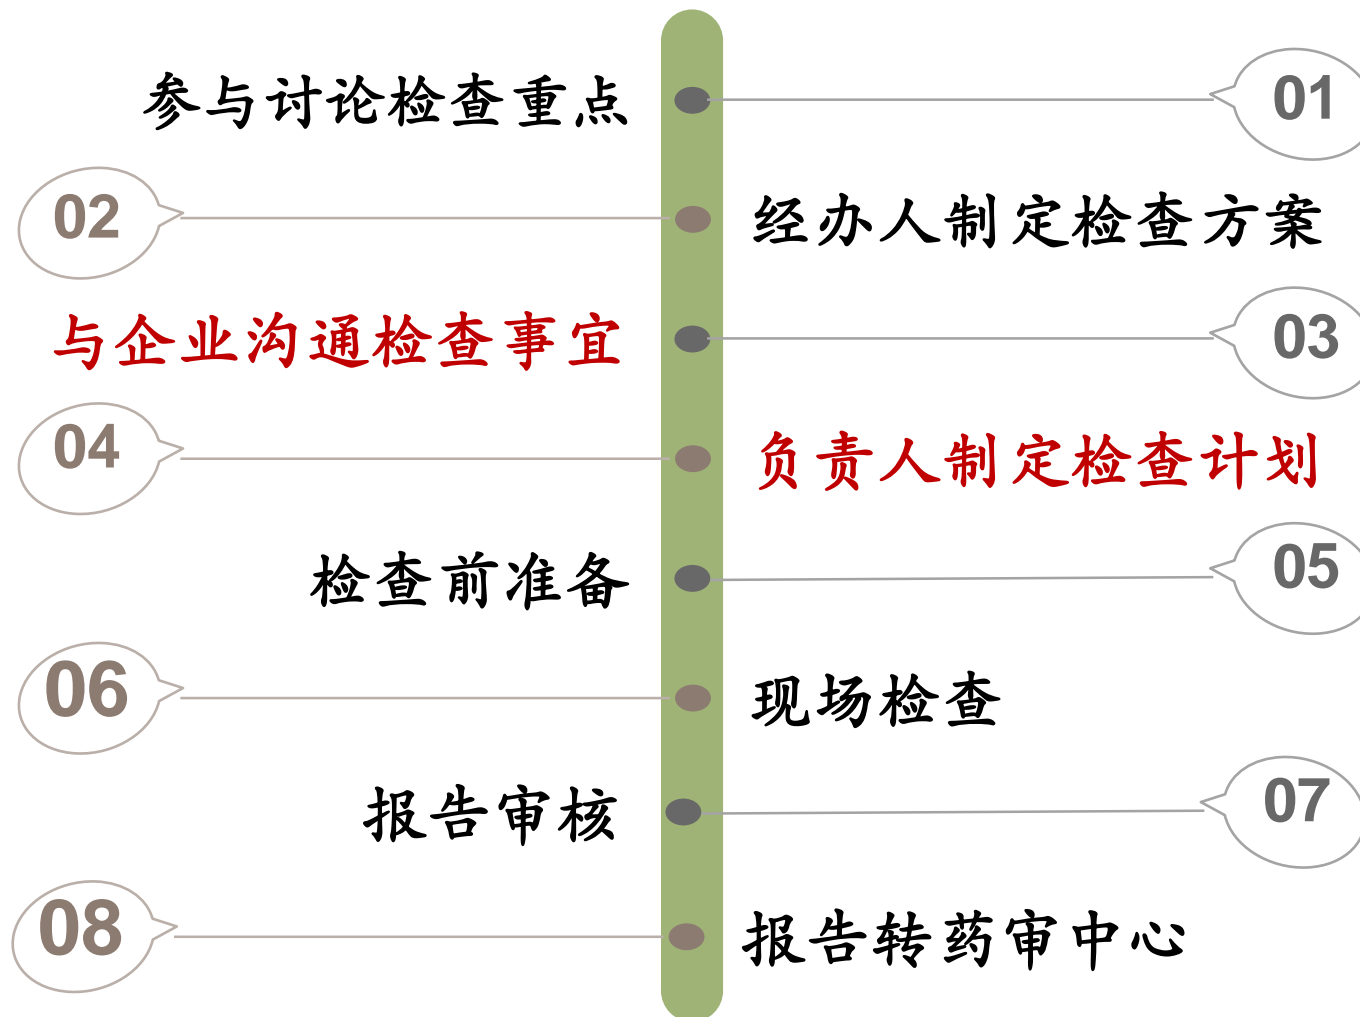 参与讨论检查重点
01
02
经办人制定检查方案
与企业沟通检查事宜
03
04
负责人制定检查计划
检查前准备
05
06
现场检查
报告审核
07
08
报告转药审中心